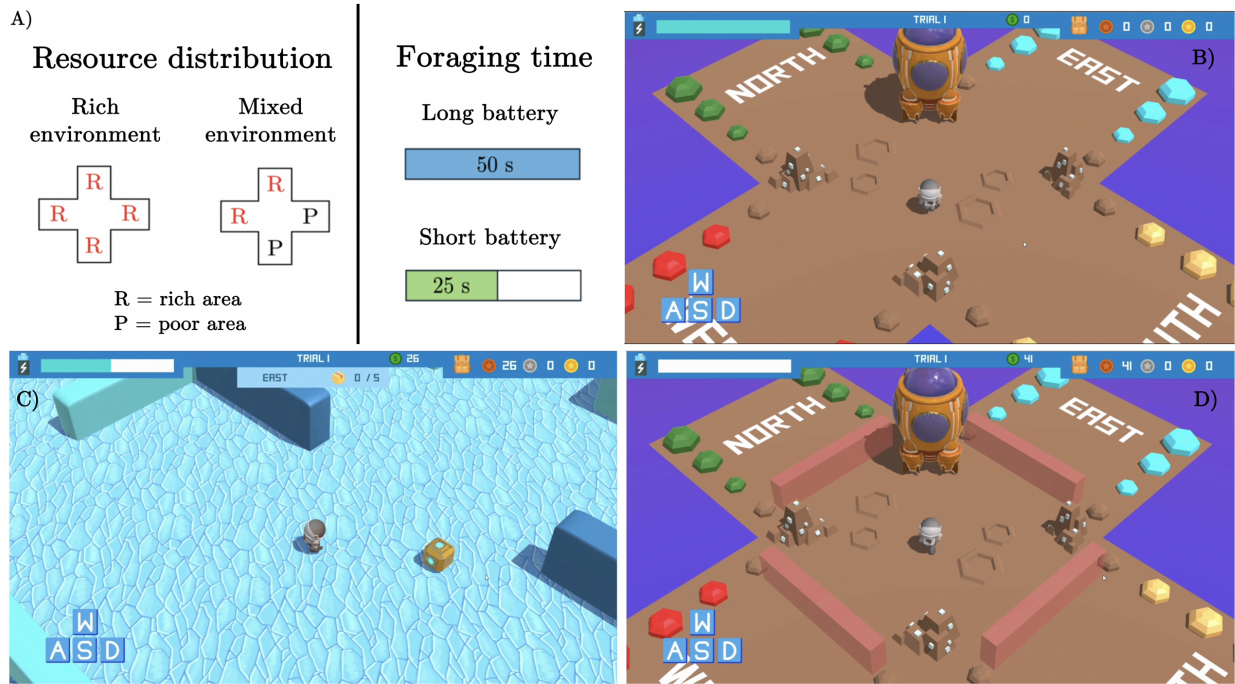 A)
Resource distribution
Rich
environment
Mixed
environment
R
R
R
R
R
R
P
P
R = rich area
P = poor area
Foraging time
Long battery
50 s
Short battery
25 s
TRIAL 1
0
0
0
0
B)
NORTH
EAST
W
A S D
UTH
TRIAL 1
26
26
0
0
EAST
0 / 5
C)
W
A S D
TRIAL 1
41
41
0
0
D)
NORTH
EAST
W
A S D